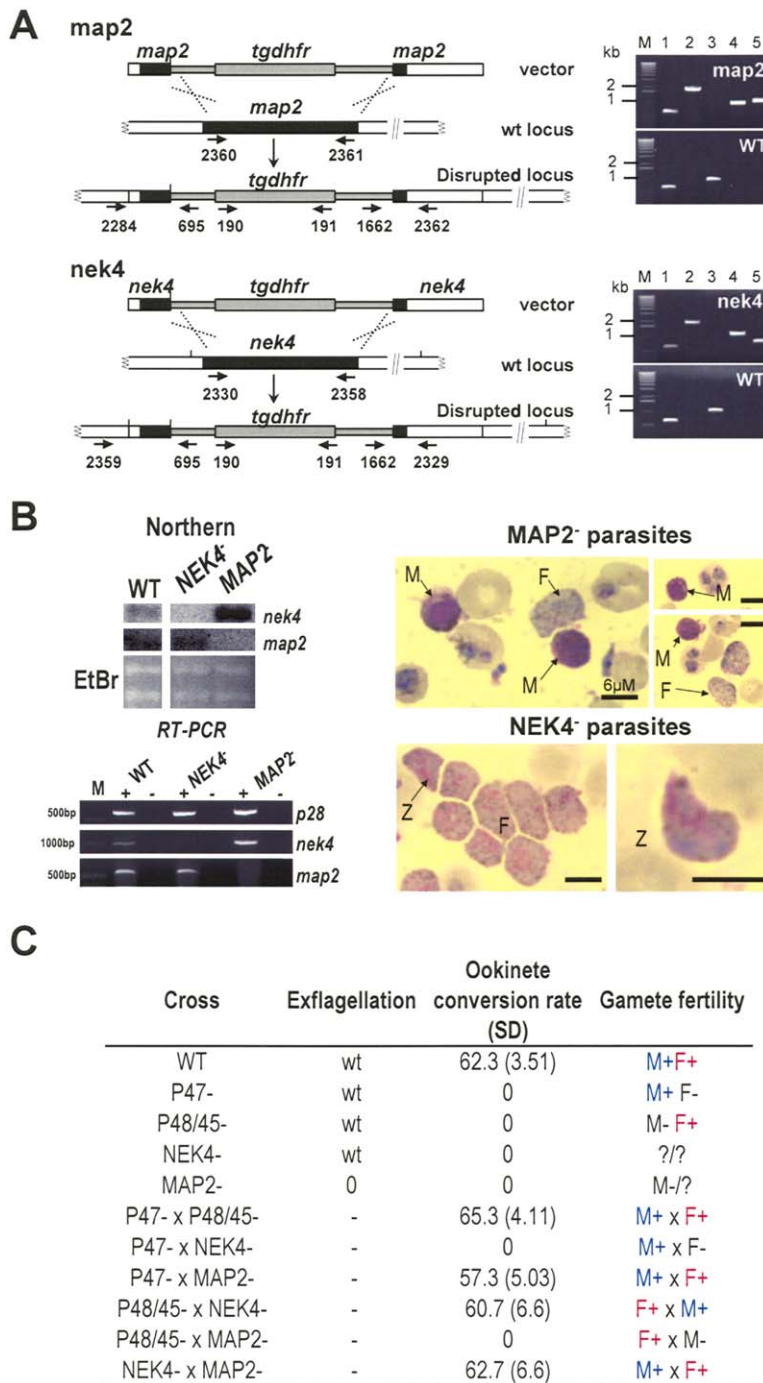 A
map2
map2 tgdhfr map2
vector
map2
wt locus
2360 2361
tgdhfr
Disrupted locus
2284 695 190 191 1662 2362
kb M 1 2 3 4 5
map2
2
1
WT
2
1
nek4
nek4 tgdhfr nek4
vector
nek4
wt locus
2330 2358
tgdhfr
Disrupted locus
2359 695 190 191 1662 2329
kb M 1 2 3 4 5
nek4
2
1
WT
2
1
B
Northern
WT NEK4- MAP2-
nek4
map2
EtBr
RT-PCR
WT NEK4- MAP2-
M + - + - + -
500bp p28
1000bp nek4
500bp map2
MAP2- parasites
M F M 6µM
M
M F
NEK4- parasites
Z F
Z
C
Cross Exflagellation Ookinete conversion rate (SD) Gamete fertility
WT wt 62.3 (3.51) M+F+
P47- wt 0 M+ F-
P48/45- wt 0 M- F+
NEK4- wt 0 ?/?
MAP2- 0 0 M-/?
P47- x P48/45- - 65.3 (4.11) M+ x F+
P47- x NEK4- - 0 M+ x F-
P47- x MAP2- - 57.3 (5.03) M+ x F+
P48/45- x NEK4- - 60.7 (6.6) F+ x M+
P48/45- x MAP2- - 0 F+ x M-
NEK4- x MAP2- - 62.7 (6.6) M+ x F+